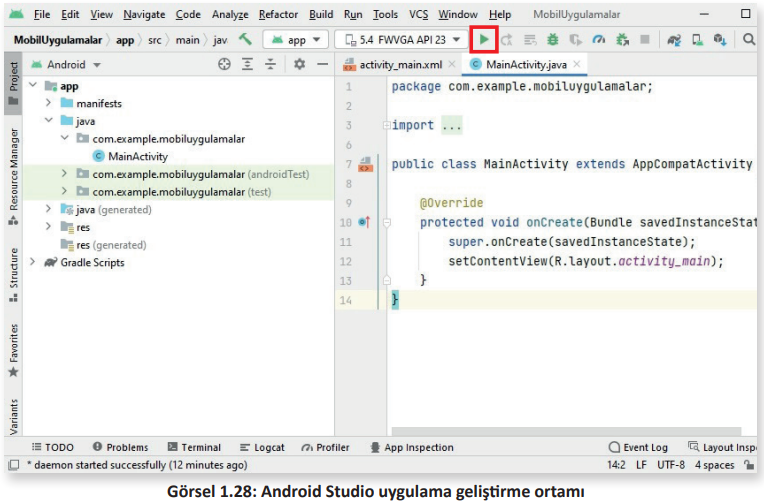 File Edit View Navigate Code Analyze Refactor Build Run Tools VCS Window Help MobilUygulamalar
MobilUygulamalar app src main jav app 5.4 FWVGA API 23
Project
Resource Manager
Structure
Favorites
Variants
Android
app
manifests
java
com.example.mobiluygulamalar
MainActivity
com.example.mobiluygulamalar (androidTest)
com.example.mobiluygulamalar (test)
java (generated)
res
res (generated)
Gradle Scripts
activity_main.xml MainActivity.java
1 package com.example.mobiluygulamalar;
2
3 import ...
6
7 public class MainActivity extends AppCompatActivity
8
9 @Override
10 protected void onCreate(Bundle savedInstanceStat
11 super.onCreate(savedInstanceState);
12 setContentView(R.layout.activity_main);
13 }
14 }
TODO Problems Terminal Logcat Profiler App Inspection Event Log Layout Insp
* daemon started successfully (12 minutes ago) 14:2 LF UTF-8 4 spaces
Görsel 1.28: Android Studio uygulama geliştirme ortamı